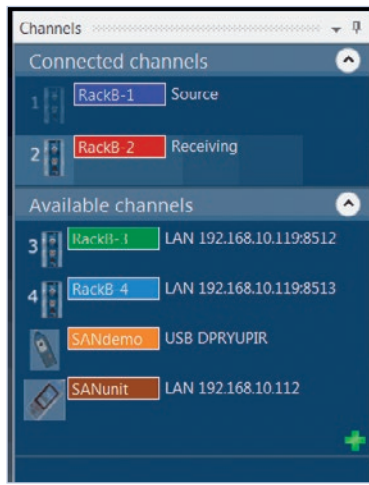 Channels
Connected channels
1 RackB-1 Source
2 RackB-2 Receiving
Available channels
3 RackB-3 LAN 192.168.10.119:8512
4 RackB-4 LAN 192.168.10.119:8513
SANdemo USB DPRYUPIR
SANunit LAN 192.168.10.112